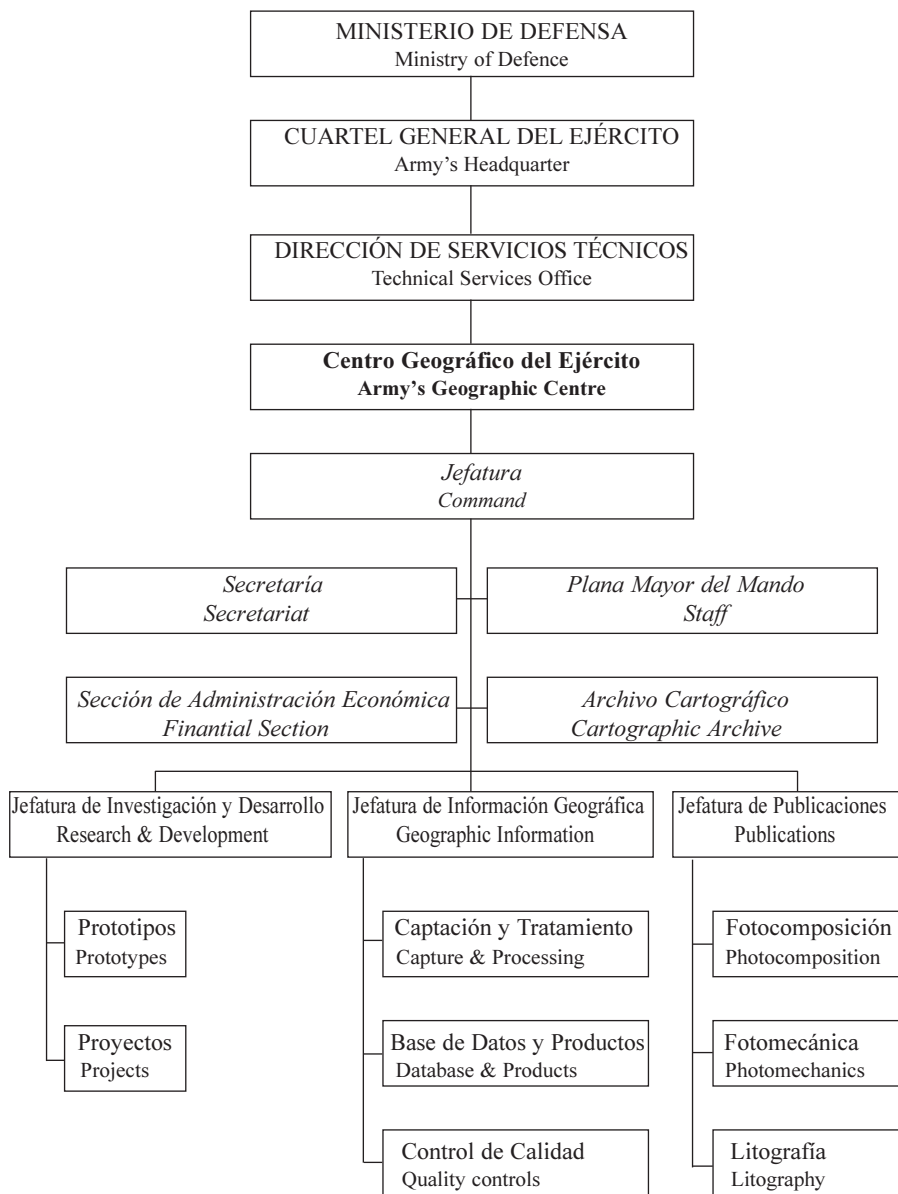 MINISTERIO DE DEFENSA
Ministry of Defence
CUARTEL GENERAL DEL EJÉRCITO
Army's Headquarter
DIRECCIÓN DE SERVICIOS TÉCNICOS
Technical Services Office
Centro Geográfico del Ejército
Army's Geographic Centre
Jefatura
Command
Secretaría
Secretariat
Plana Mayor del Mando
Staff
Sección de Administración Económica
Finantial Section
Archivo Cartográfico
Cartographic Archive
Jefatura de Investigación y Desarrollo
Research & Development
Jefatura de Información Geográfica
Geographic Information
Jefatura de Publicaciones
Publications
Prototipos
Prototypes
Proyectos
Projects
Captación y Tratamiento
Capture & Processing
Base de Datos y Productos
Database & Products
Control de Calidad
Quality controls
Fotocomposición
Photocomposition
Fotomecánica
Photomechanics
Litografía
Litography